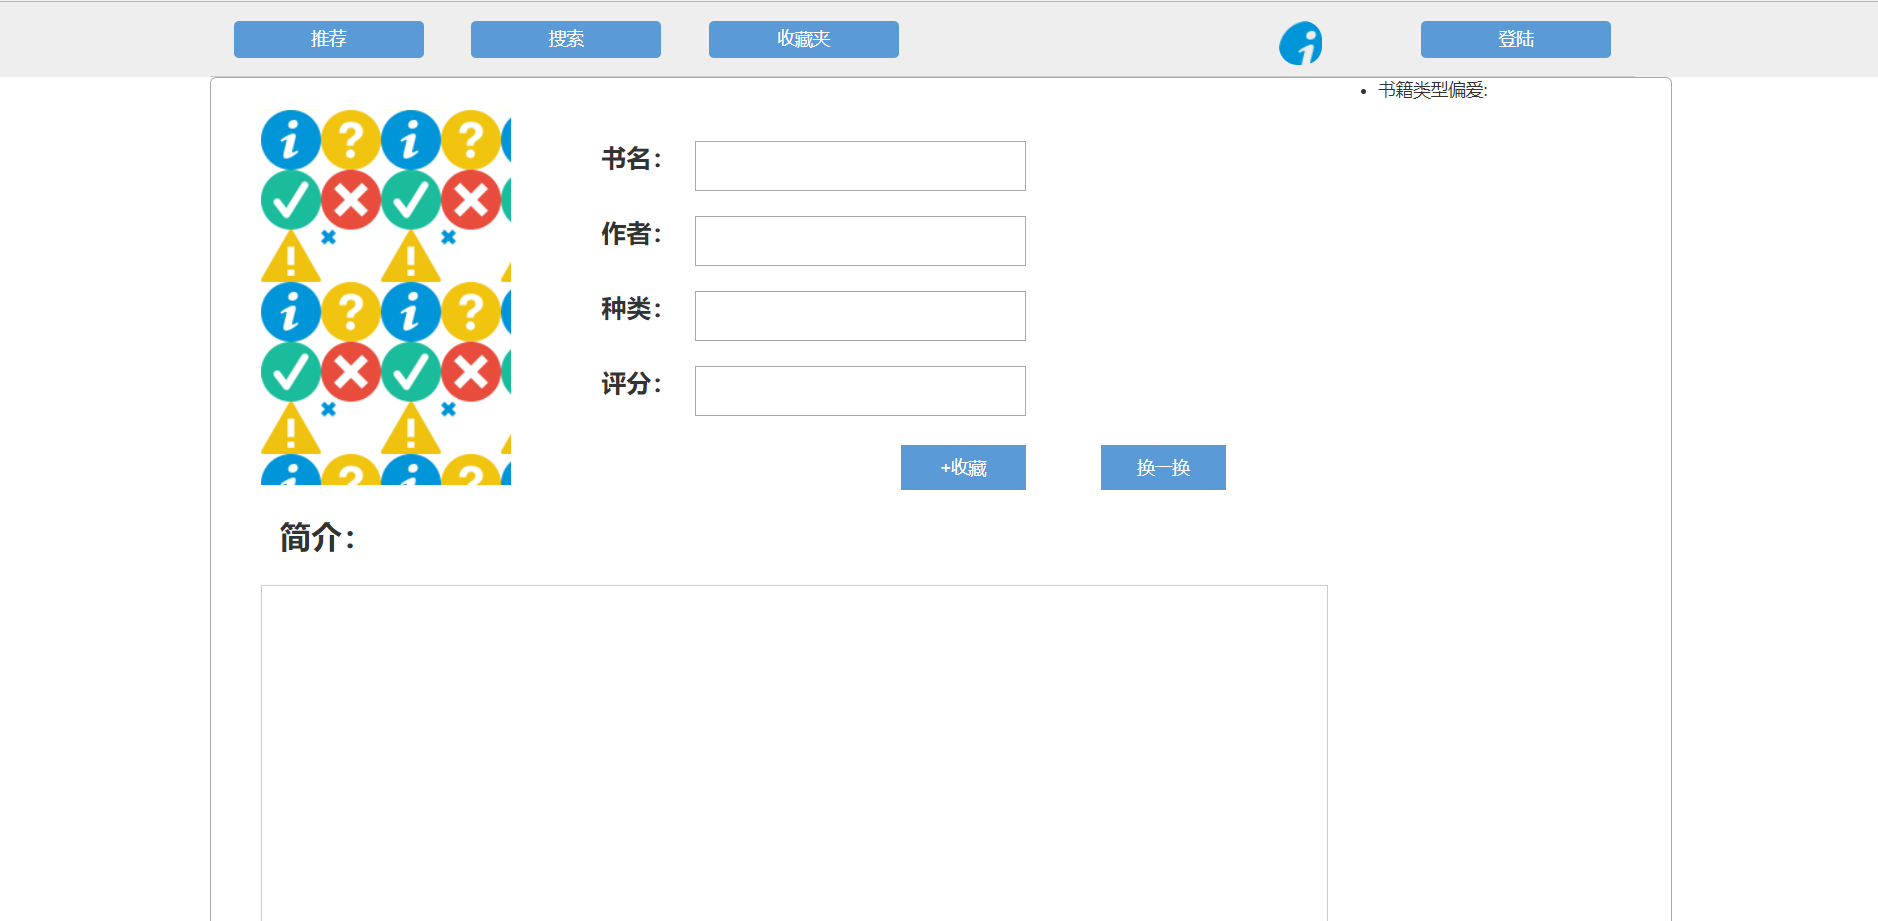 推荐
搜索
收藏夹
登陆
书籍类型偏爱:
书名：
作者：
种类：
评分：
+收藏
换一换
简介：